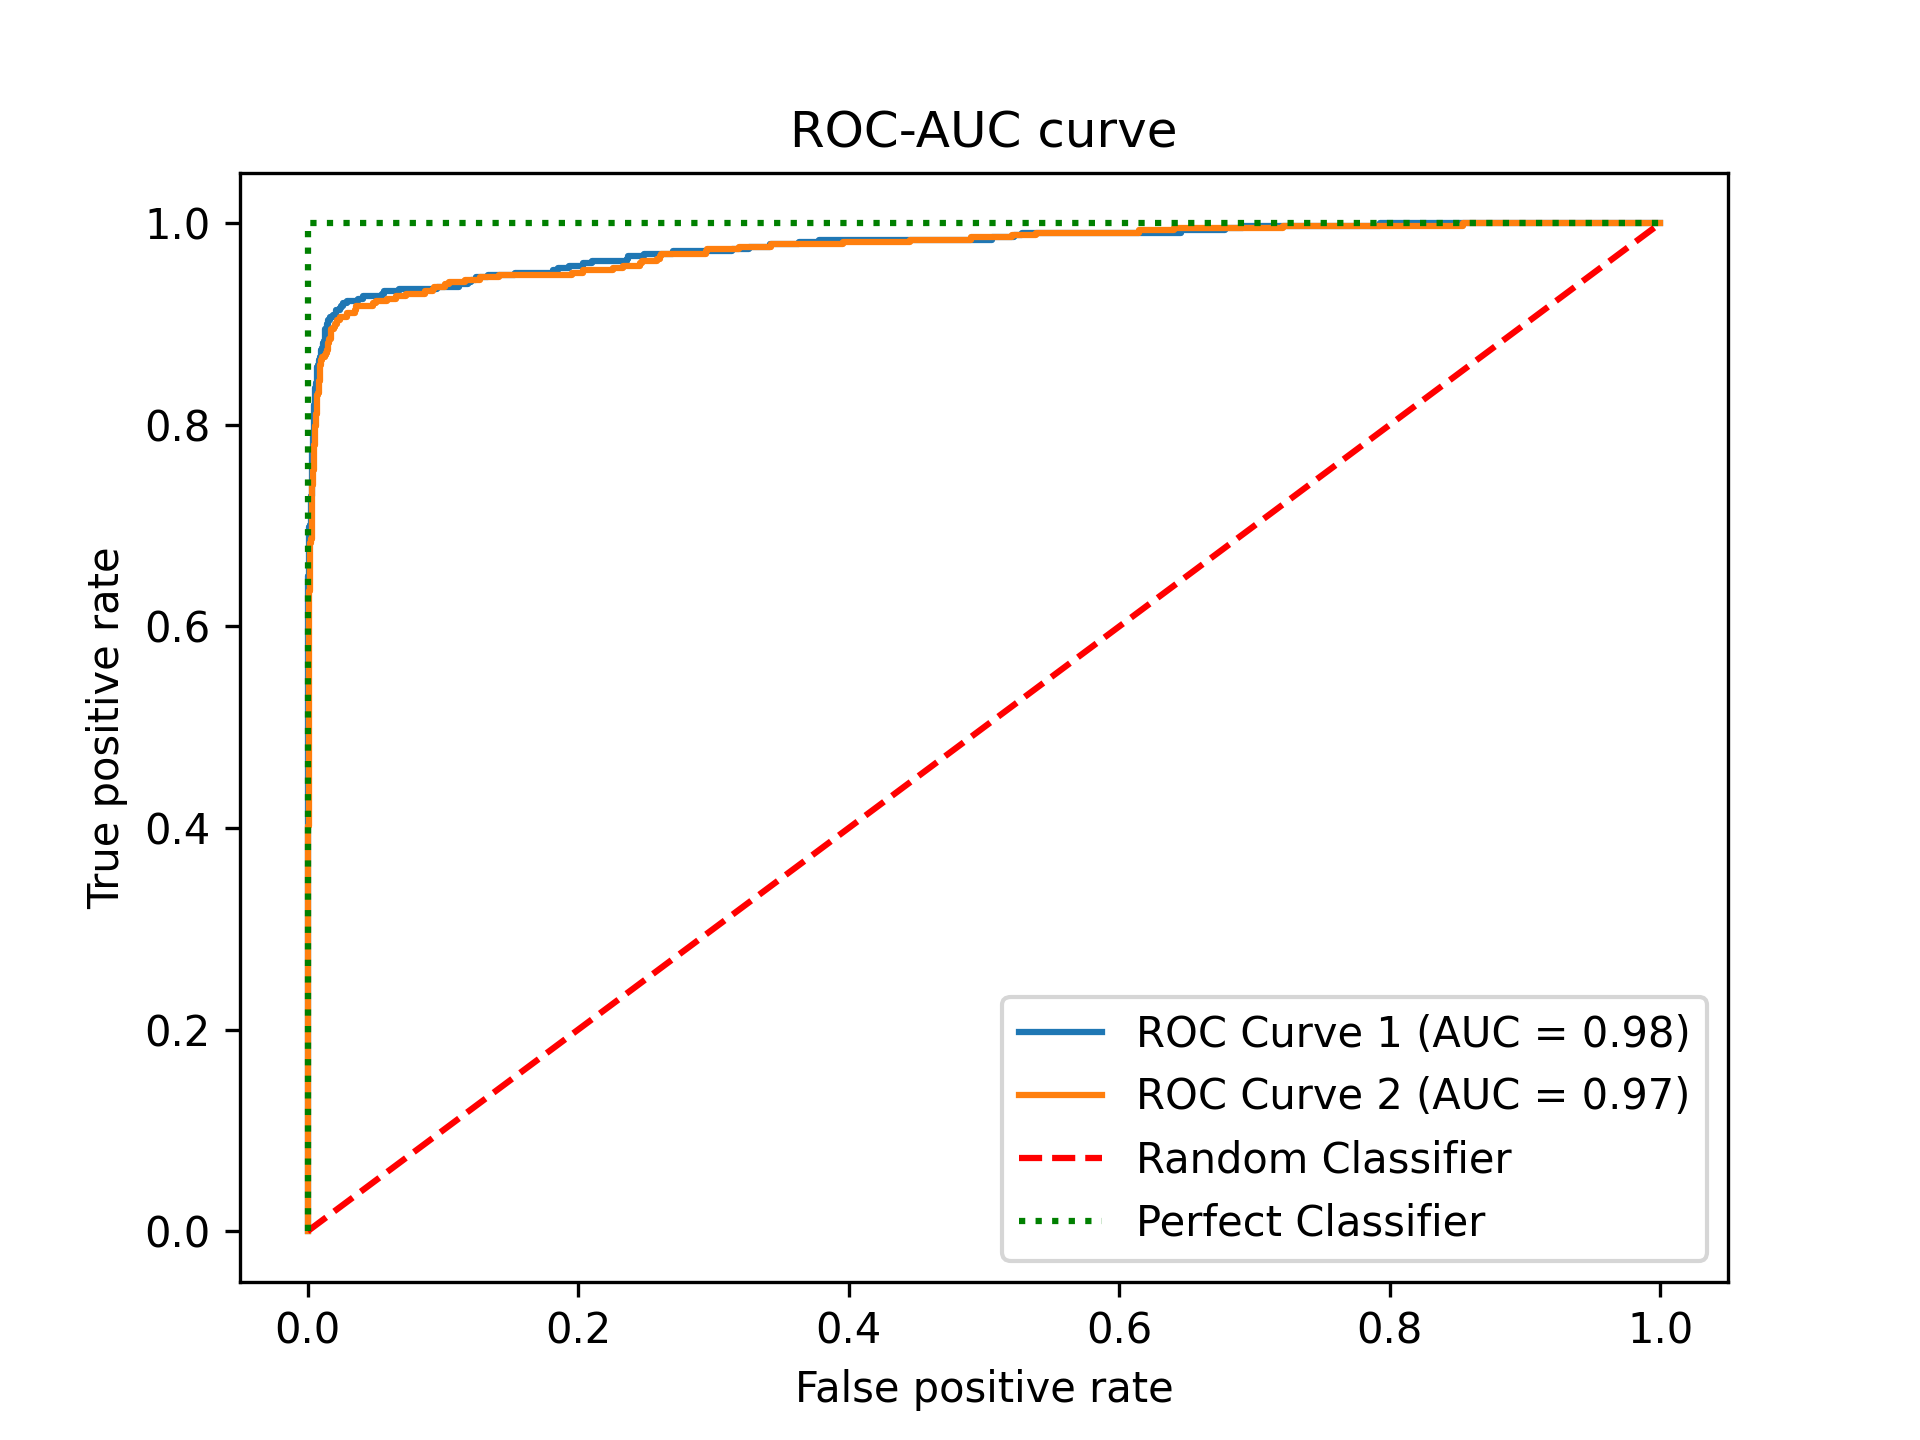 ROC-AUC curve
1.0
0.8
0.6
0.4
0.2
0.0
True positive rate
ROC Curve 1 (AUC = 0.98)
ROC Curve 2 (AUC = 0.97)
Random Classifier
Perfect Classifier
0.0 0.2 0.4 0.6 0.8 1.0
False positive rate